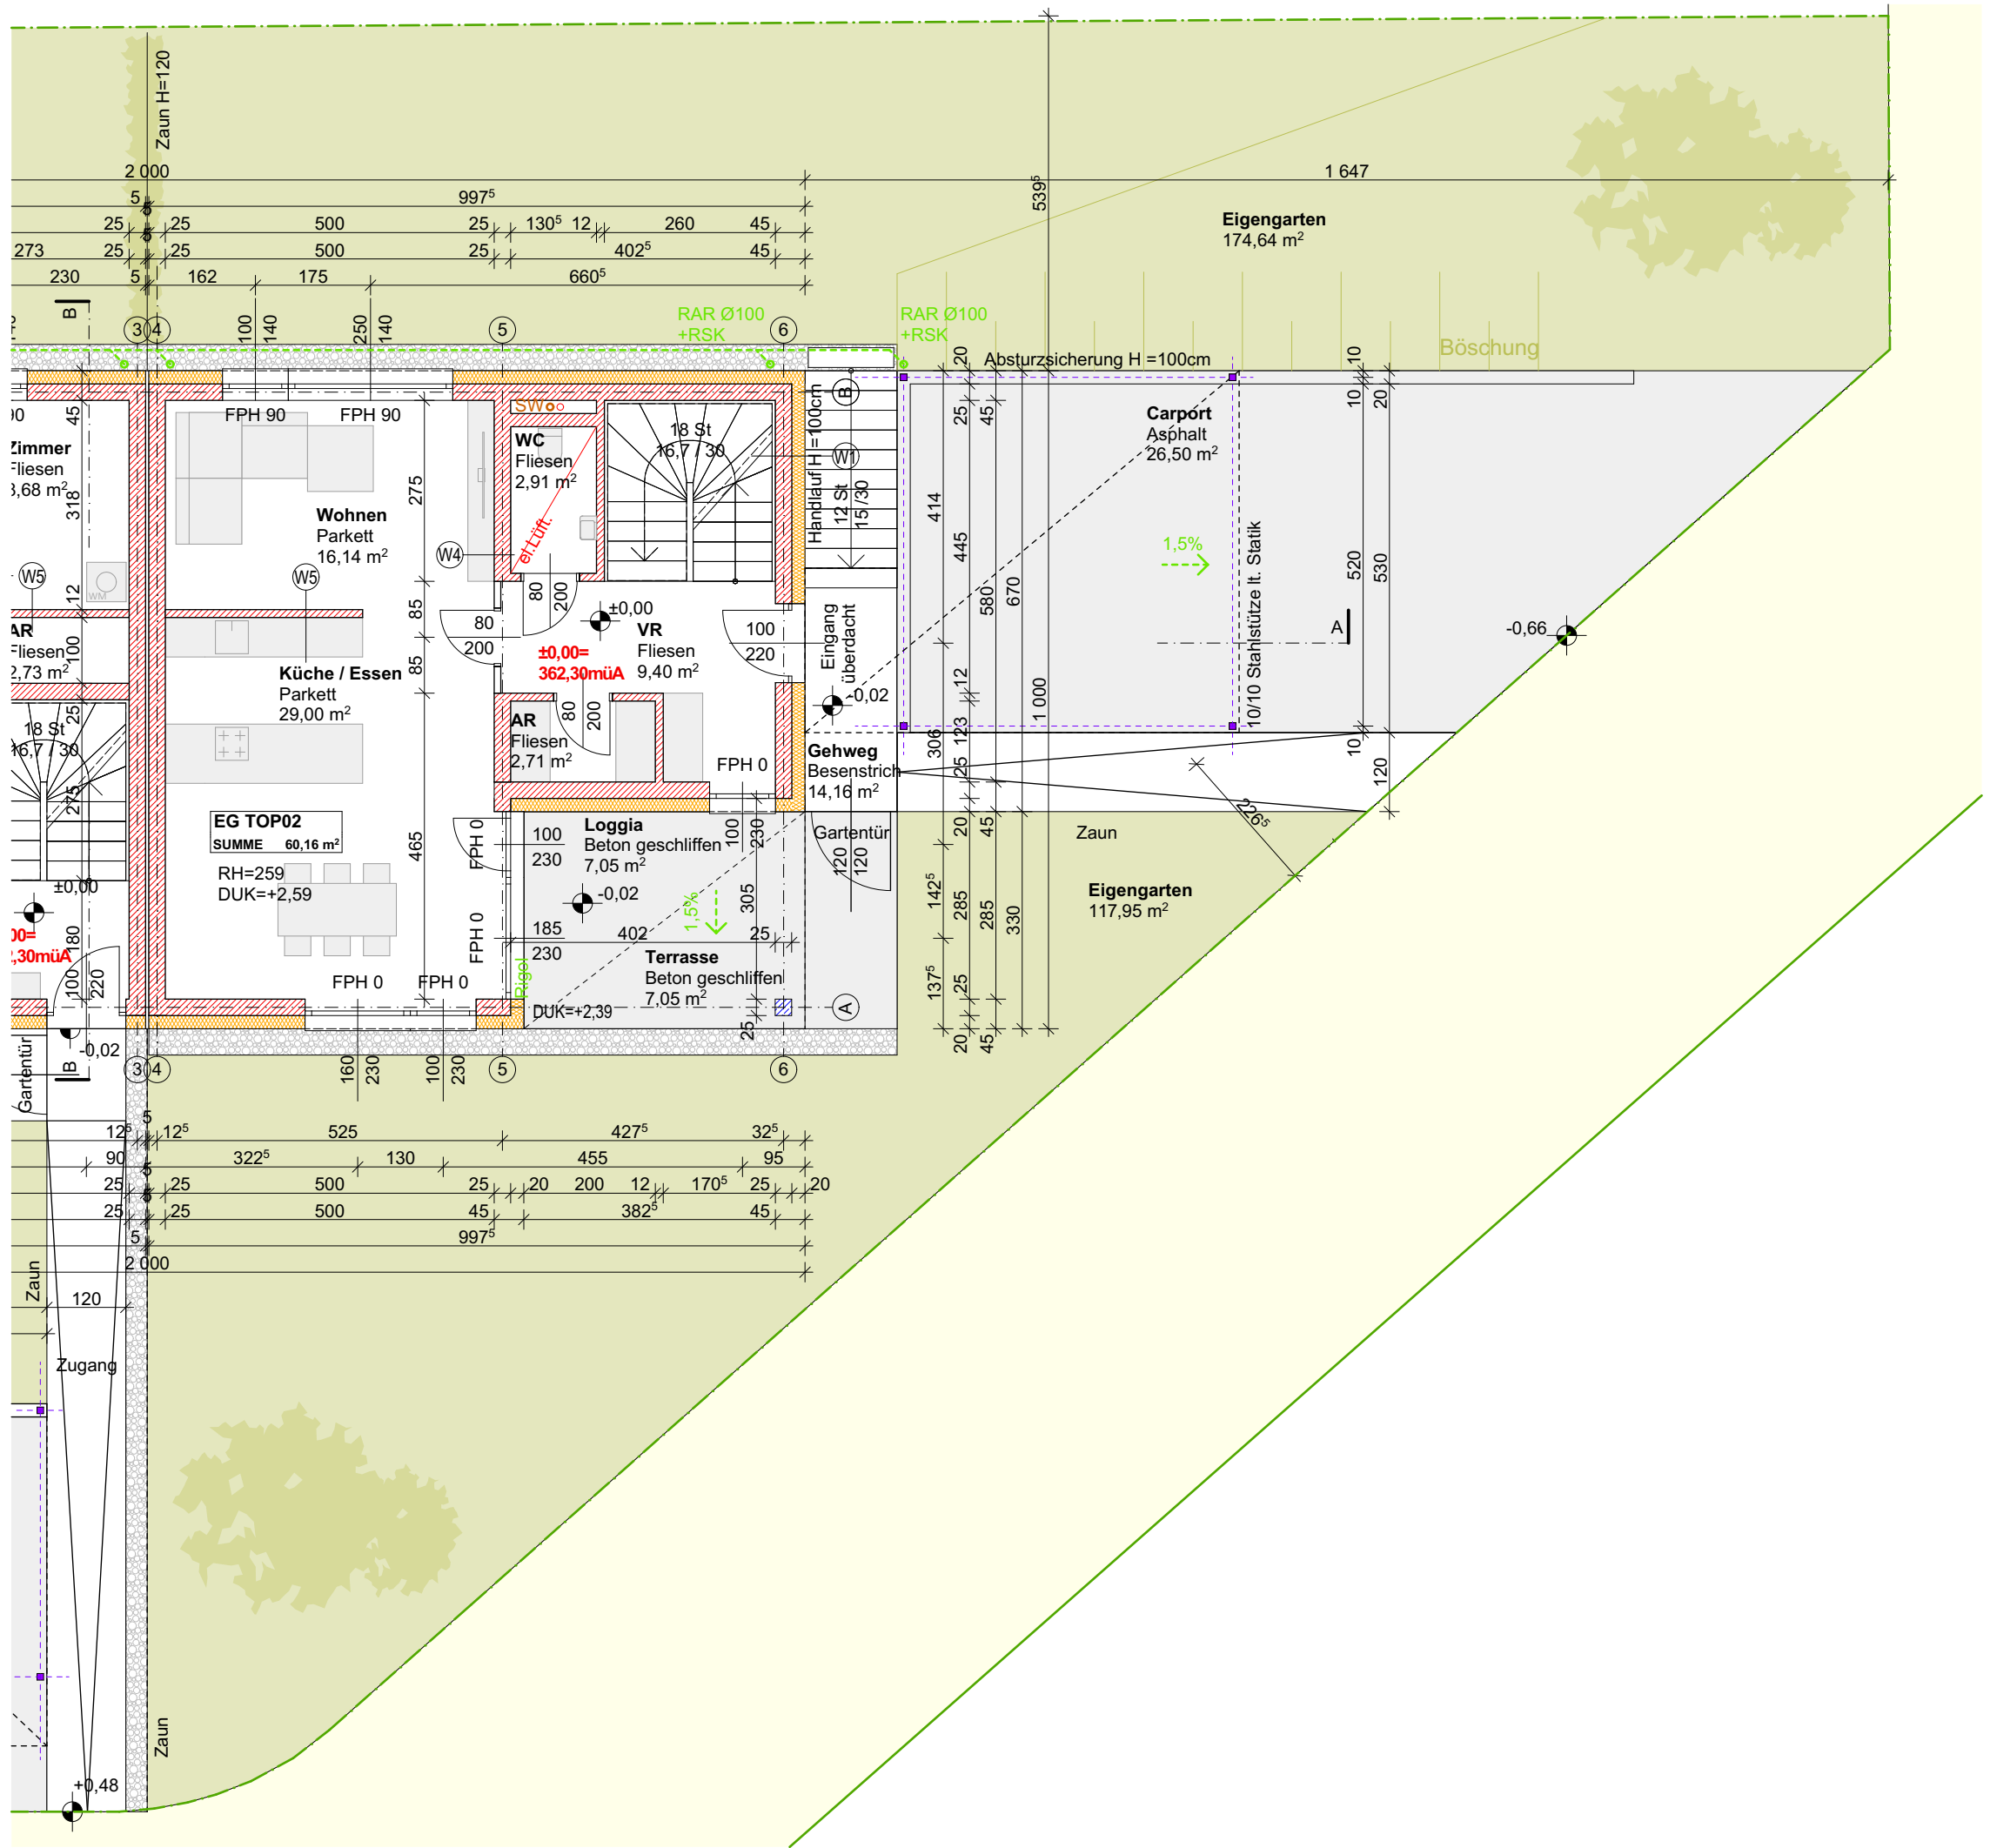 Zaun H=120
2 000
1 647
5
997⁵
539⁵
25
5
25
500
25
130⁵
12
260
45
Eigengarten
174,64 m²
273
25
5
25
500
25
402⁵
45
230
5
162
175
660⁵
B
100
140
250
140
RAR Ø100
+RSK
RAR Ø100
+RSK
3
4
5
6
20
Absturzsicherung H =100cm
10
Böschung
90
45
FPH 90
FPH 90
SW
B
Handlauf H =100cm
25
45
10
20
Carport
Asphalt
26,50 m²
Zimmer
Fliesen
3,68 m²
318
WC
Fliesen
2,91 m²
18 St
16,7 / 30
W1
12 St
15 /30
275
Wohnen
Parkett
16,14 m²
el.Lüft.
W4
414
445
580
670
1,5%
520
530
10/10 Stahlstütze lt. Statik
W5
WM
W5
12
85
80
200
80
200
±0,00
VR
Fliesen
9,40 m²
100
220
Eingang
überdacht
A
-0,66
AR
Fliesen
2,73 m²
100
85
±0,00=
362,30müA
Küche / Essen
Parkett
29,00 m²
-0,02
12
1 000
25
18 St
16,7 / 30
275
AR
Fliesen
2,71 m²
80
200
FPH 0
Gehweg
Besenstrich
14,16 m²
306
123
25
10
120
226⁵
EG TOP02
SUMME 60,16 m²
RH=259
DUK=+2,59
465
FPH 0
100
230
Loggia
Beton geschliffen
7,05 m²
100
230
Gartentür
120
120
20
45
Zaun
±0,00
-0,02
1,5%
305
142⁵
285
285
330
Eigengarten
117,95 m²
00=
,30müA
180
100
220
FPH 0
185
230
402
25
Rigol
Terrasse
Beton geschliffen
7,05 m²
137⁵
25
FPH 0
FPH 0
DUK=+2,39
A
25
20
45
-0,02
B
Gartentür
3
4
160
230
100
230
5
6
5
12⁵
12⁵
525
427⁵
32⁵
90
5
322⁵
130
455
95
25
5
25
500
25
20
200
12
170⁵
25
20
25
25
500
45
382⁵
45
5
997⁵
2 000
Zaun
120
Zugang
Zaun
+0,48